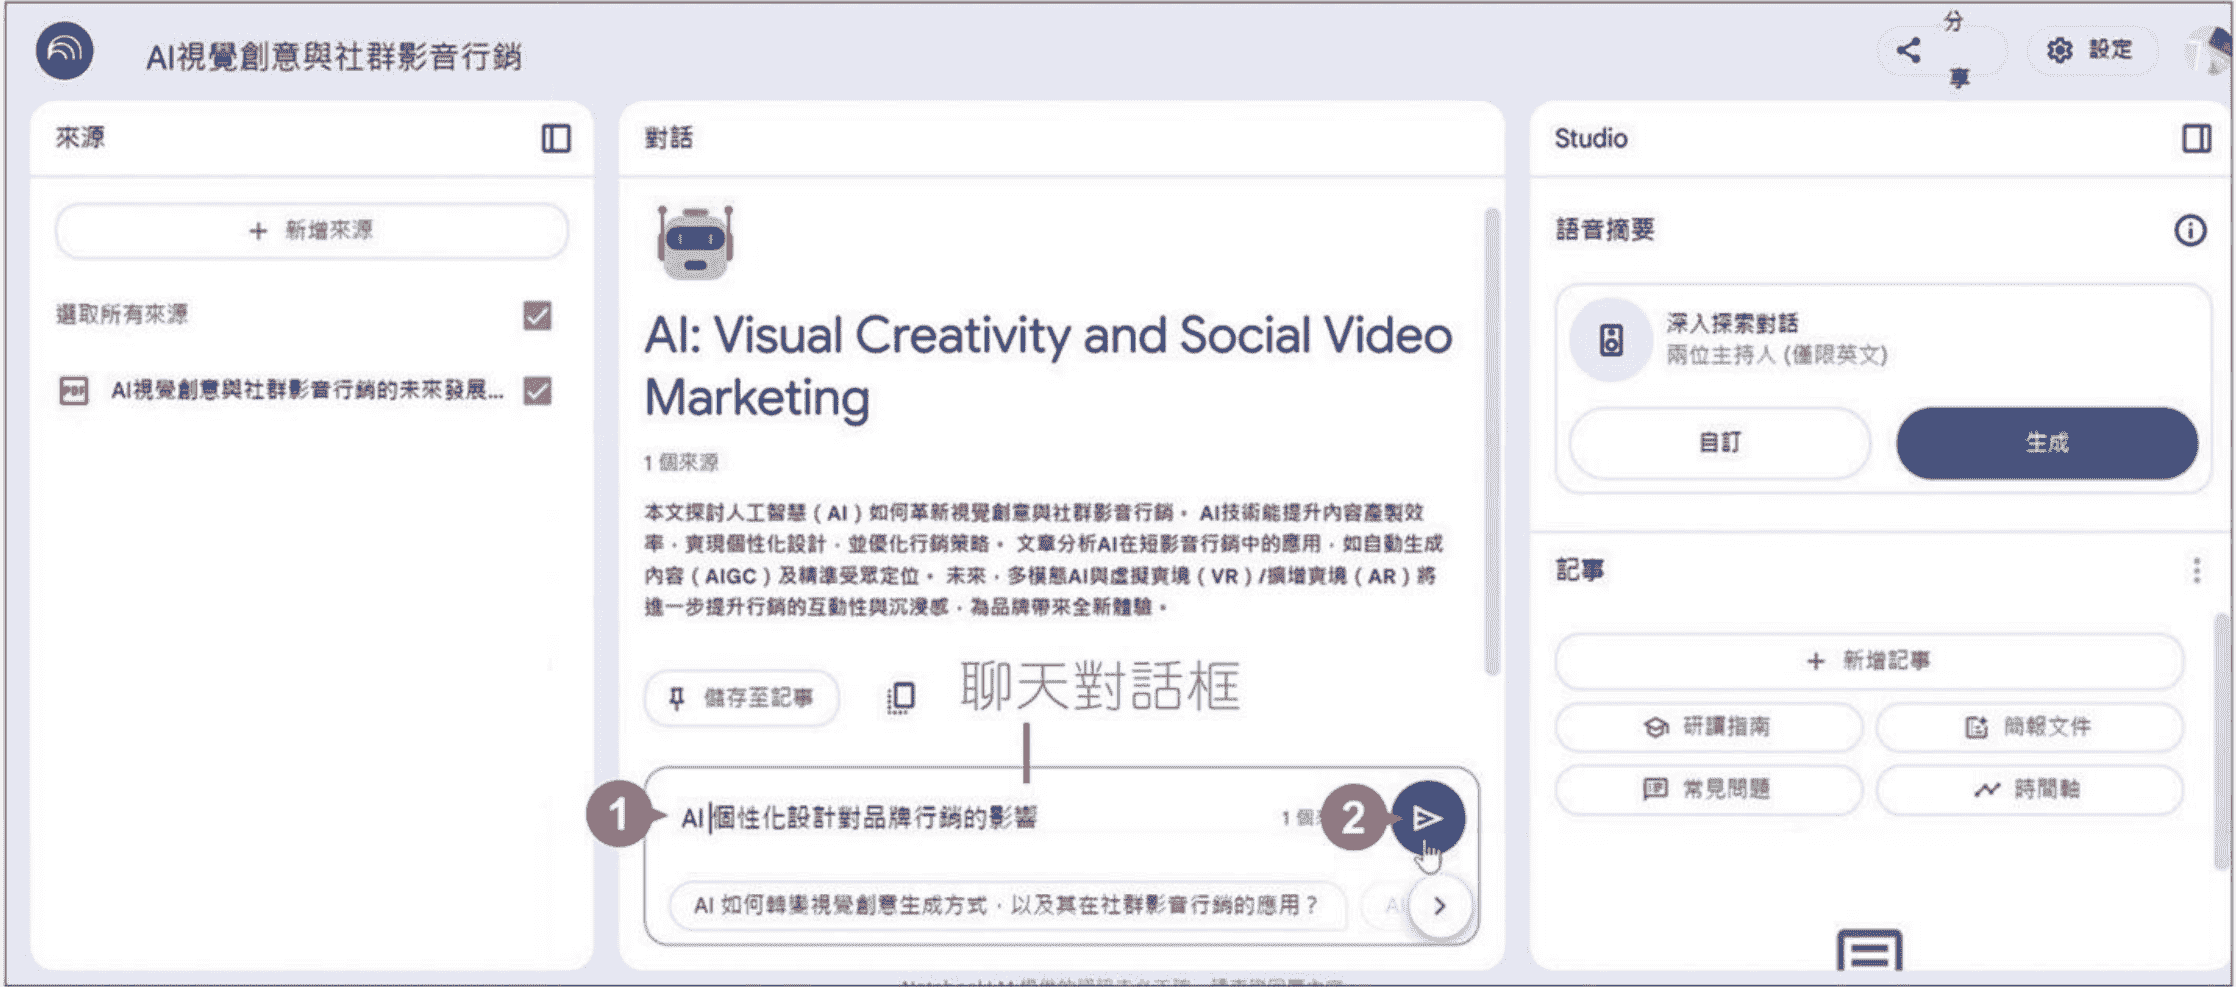 AI視覺創意與社群影音行銷
分享
設定
來源
+ 新增來源
選取所有來源
PDF AI視覺創意與社群影音行銷的未來發展...
對話
AI: Visual Creativity and Social Video
Marketing
1 個來源
本文探討人工智慧（AI）如何革新視覺創意與社群影音行銷。 AI技術能提升內容產製效
率，實現個性化設計，並優化行銷策略。 文章分析AI在短影音行銷中的應用，如自動生成
內容（AIGC）及精準受眾定位。 未來，多模態AI與虛擬實境（VR）/擴增實境（AR）將
進一步提升行銷的互動性與沉浸感，為品牌帶來全新體驗。
儲存至記事
聊天對話框
1 AI 個性化設計對品牌行銷的影響
1 個
2
AI 如何轉變視覺創意生成方式，以及其在社群影音行銷的應用？
Studio
語音摘要
深入探索對話
兩位主持人 (僅限英文)
自訂
生成
記事
+ 新增記事
研讀指南
簡報文件
常見問題
時間軸